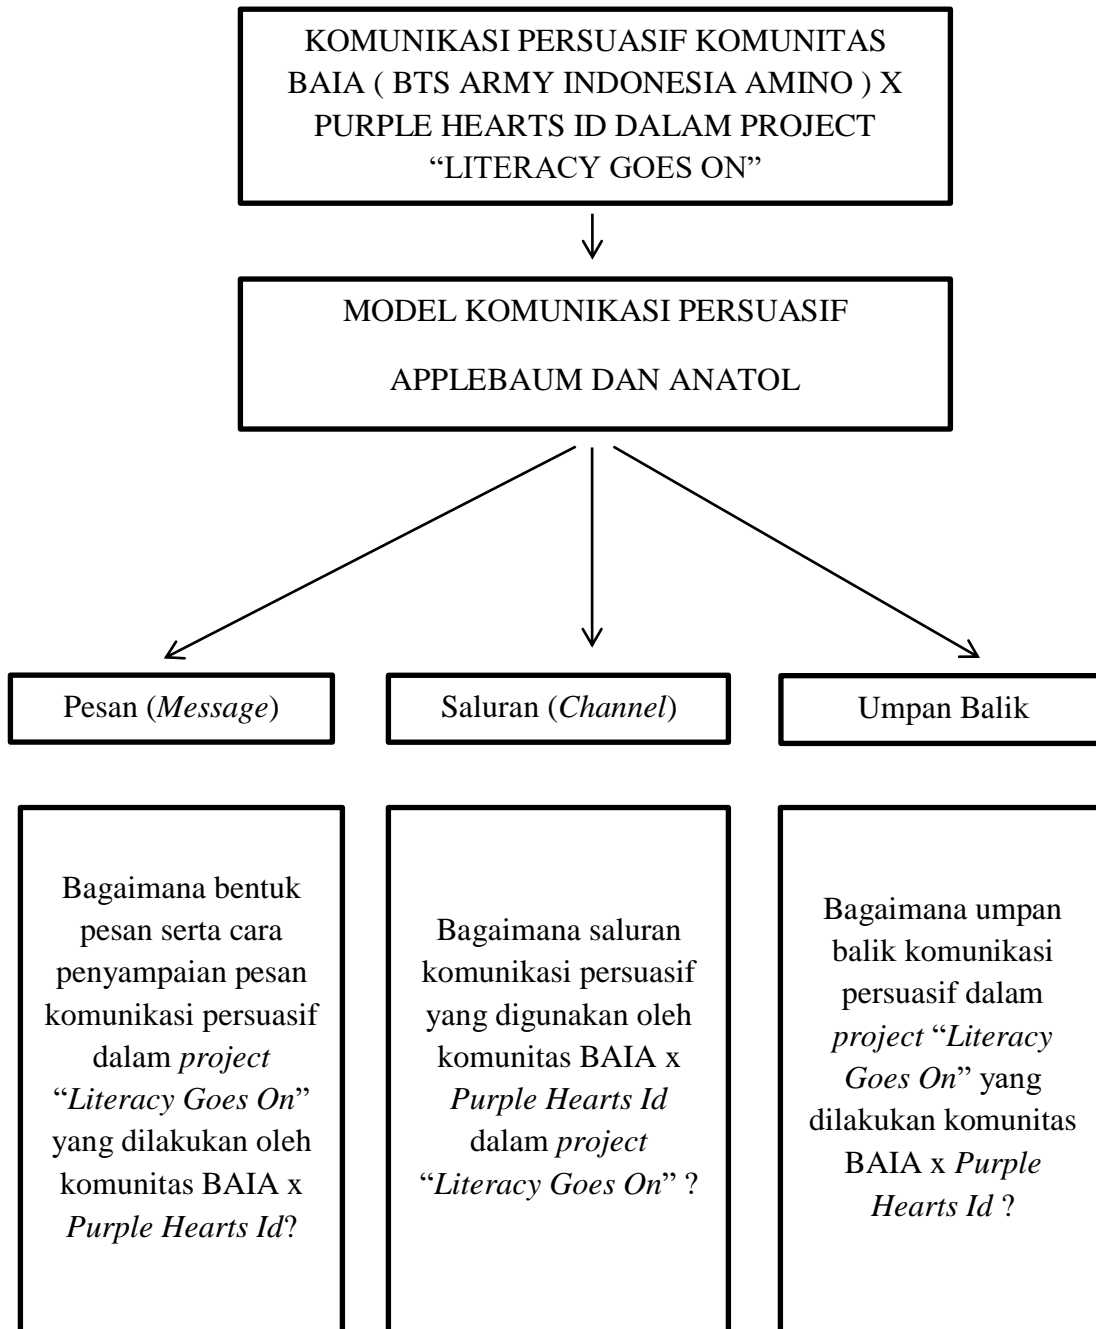 KOMUNIKASI PERSUASIF KOMUNITAS
BAIA ( BTS ARMY INDONESIA AMINO ) X
PURPLE HEARTS ID DALAM PROJECT
“LITERACY GOES ON”
MODEL KOMUNIKASI PERSUASIF
APPLEBAUM DAN ANATOL
Pesan (Message)
Saluran (Channel)
Umpan Balik
Bagaimana bentuk
pesan serta cara
penyampaian pesan
komunikasi persuasif
dalam project
“Literacy Goes On”
yang dilakukan oleh
komunitas BAIA x
Purple Hearts Id?
Bagaimana saluran
komunikasi persuasif
yang digunakan oleh
komunitas BAIA x
Purple Hearts Id
dalam project
“Literacy Goes On” ?
Bagaimana umpan
balik komunikasi
persuasif dalam
project “Literacy
Goes On” yang
dilakukan komunitas
BAIA x Purple
Hearts Id ?